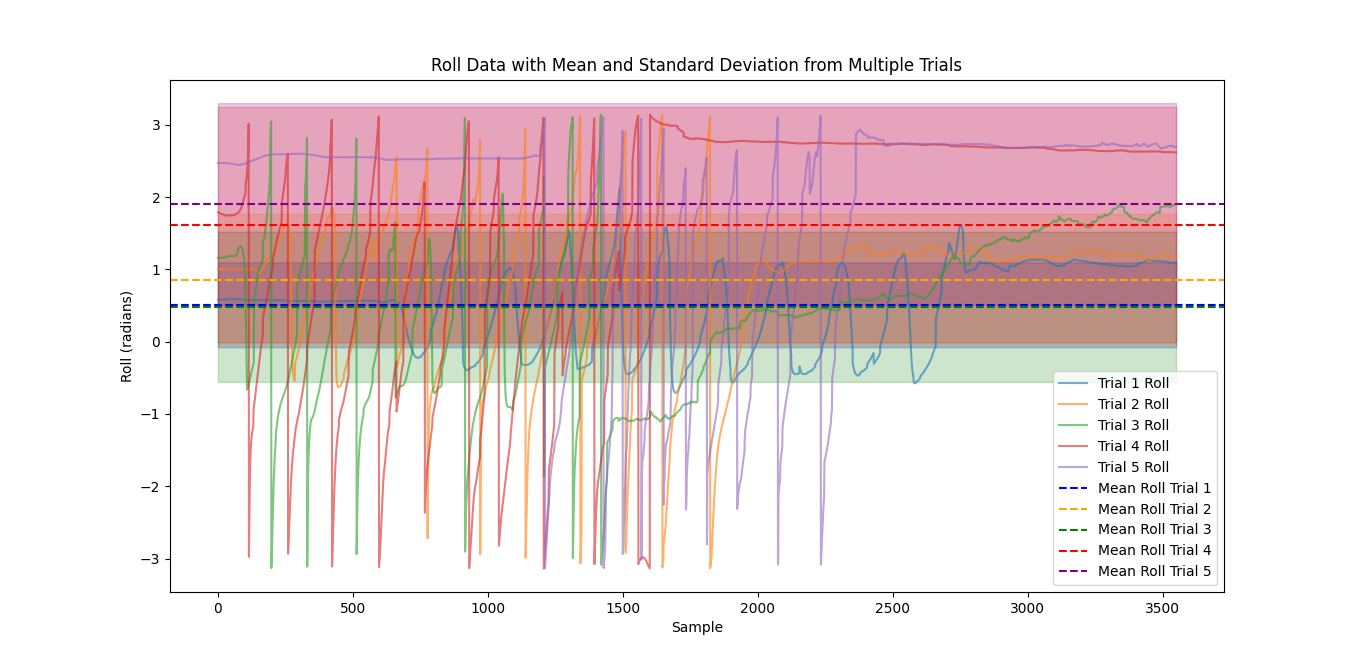 Roll Data with Mean and Standard Deviation from Multiple Trials
Roll (radians)
3
2
1
0
−1
−2
−3
0
500
1000
1500
2000
2500
3000
3500
Sample
Trial 1 Roll
Trial 2 Roll
Trial 3 Roll
Trial 4 Roll
Trial 5 Roll
Mean Roll Trial 1
Mean Roll Trial 2
Mean Roll Trial 3
Mean Roll Trial 4
Mean Roll Trial 5